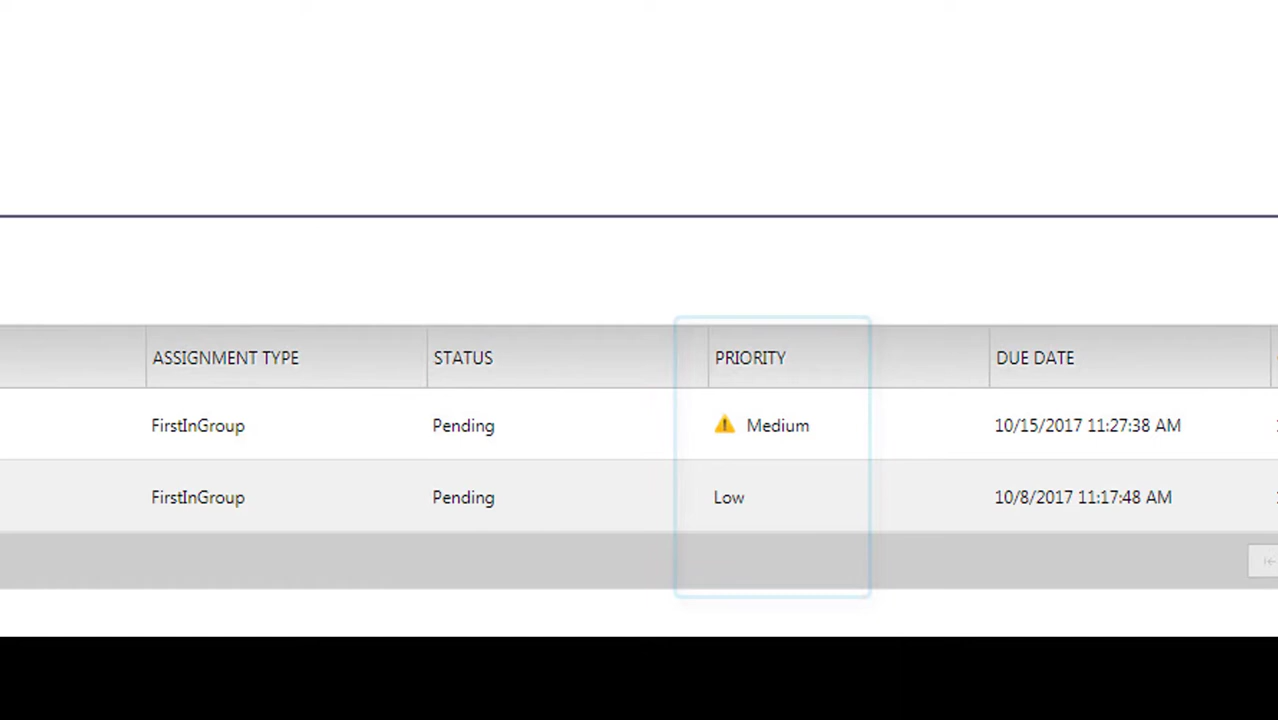 ASSIGNMENT TYPE STATUS PRIORITY DUE DATE
FirstInGroup Pending Medium 10/15/2017 11:27:38 AM
FirstInGroup Pending Low 10/8/2017 11:17:48 AM